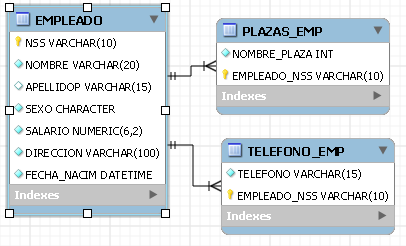 EMPLEADO
NSS VARCHAR(10)
NOMBRE VARCHAR(20)
APELLIDOP VARCHAR(15)
SEXO CHARACTER
SALARIO NUMERIC(6,2)
DIRECCION VARCHAR(100)
FECHA_NACIM DATETIME
Indexes
PLAZAS_EMP
NOMBRE_PLAZA INT
EMPLEADO_NSS VARCHAR(10)
Indexes
TELEFONO_EMP
TELEFONO VARCHAR(15)
EMPLEADO_NSS VARCHAR(10)
Indexes